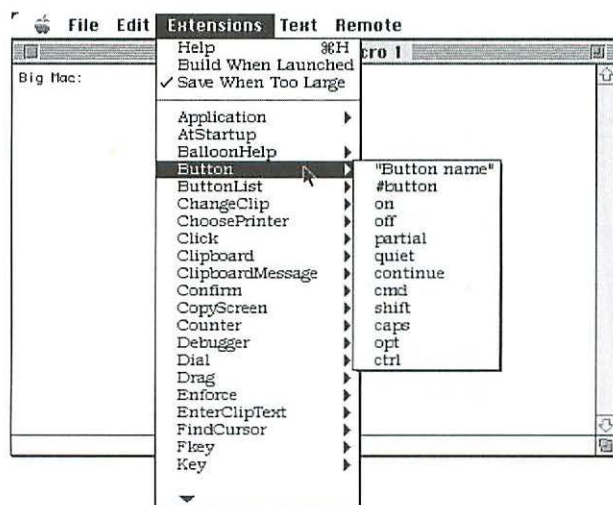 File Edit Extensions Text Remote
cro 1
Big Mac:
Help ⌘H
Build When Launched
✓ Save When Too Large
Application
AtStartup
BalloonHelp
Button
ButtonList
ChangeClip
ChoosePrinter
Click
Clipboard
ClipboardMessage
Confirm
CopyScreen
Counter
Debugger
Dial
Drag
Enforce
EnterClipText
FindCursor
Fkey
Key
"Button name"
#button
on
off
partial
quiet
continue
cmd
shift
caps
opt
ctrl